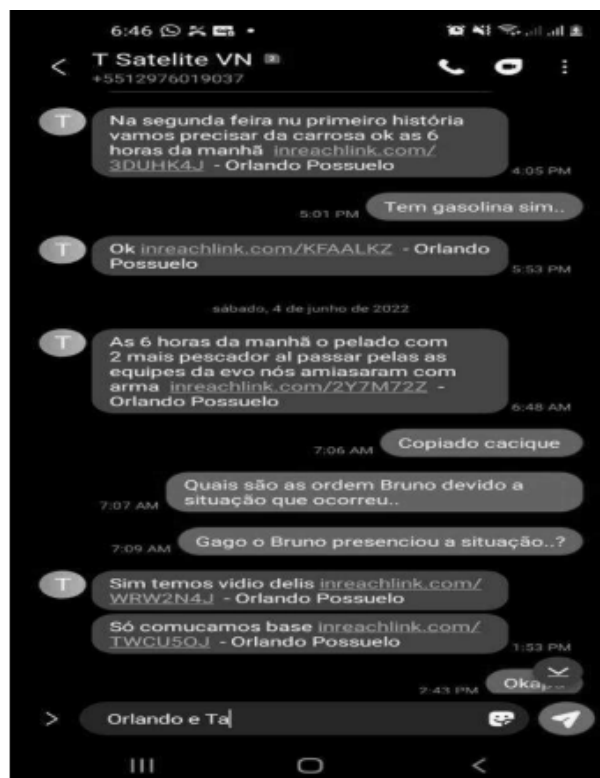 6:46
T Satelite VN 2
+5512976019037
T
Na segunda feira nu primeiro história
vamos precisar da carrosa ok as 6
horas da manhã inreachlink.com/
3DUHK4J - Orlando Possuelo
4:05 PM
5:01 PM
Tem gasolina sim..
T
Ok inreachlink.com/KFAALKZ - Orlando
Possuelo
5:53 PM
sábado, 4 de junho de 2022
T
As 6 horas da manhã o pelado com
2 mais pescador al passar pelas as
equipes da evo nós amiasaram com
arma inreachlink.com/2Y7M72Z -
Orlando Possuelo
6:48 AM
7:06 AM
Copiado cacique
Quais são as ordem Bruno devido a
situação que ocorreu..
7:07 AM
7:09 AM
Gago o Bruno presenciou a situação..?
T
Sim temos vidio delis inreachlink.com/
WRW2N4J - Orlando Possuelo
Só comucamos base inreachlink.com/
TWCU5OJ - Orlando Possuelo
1:53 PM
2:43 PM
Orlando e Ta